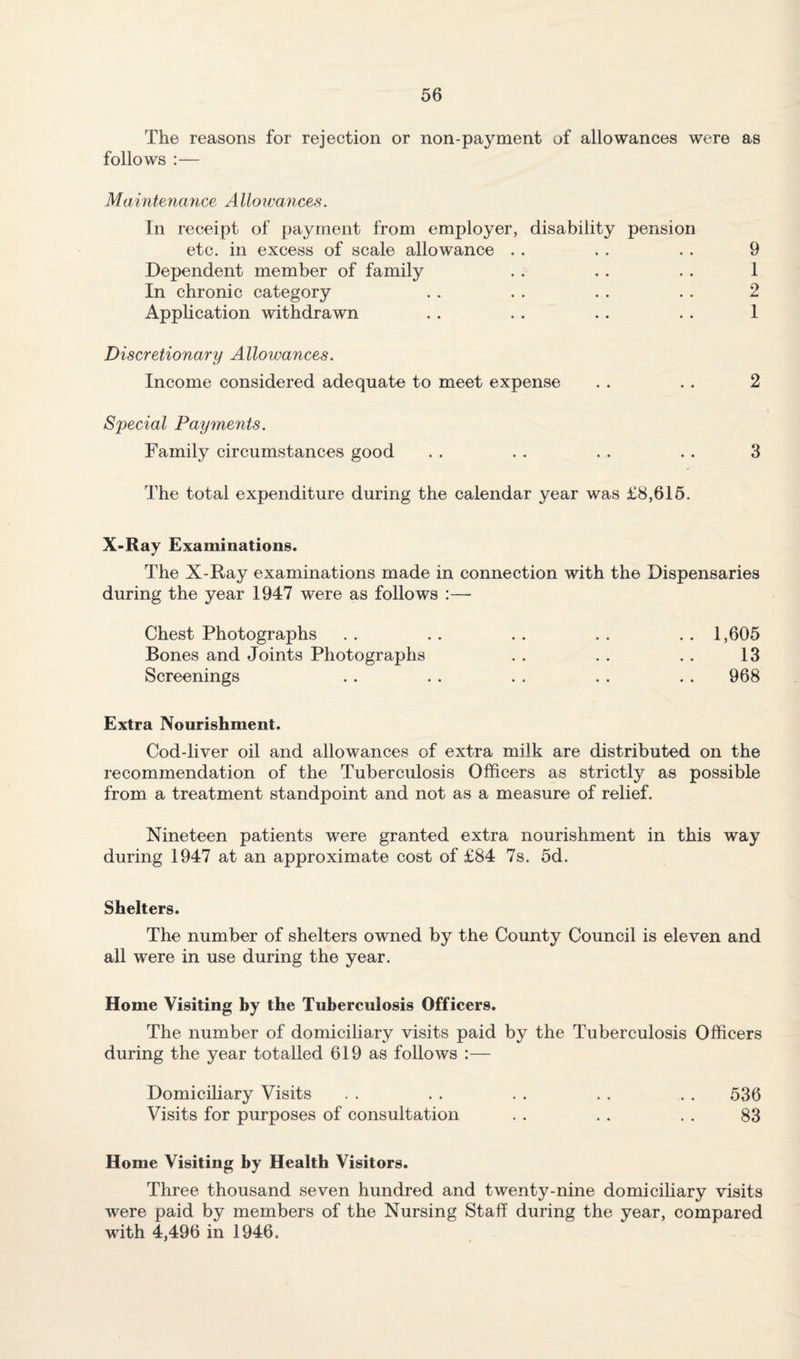 56
The reasons for rejection or non-payment of allowances were as
follows :—
Maintenance Allowances.
In receipt of payment from employer, disability pension
etc. in excess of scale allowance . . . . . . 9
Dependent member of family . . . . . . 1
In chronic category . . . . . . . . 2
Application withdrawn . . . . . . . . 1
Discretionary Allowances.
Income considered adequate to meet expense . . . . 2
Special Payments.
Family circumstances good . . . . . . . . 3
The total expenditure during the calendar year was £8,615.
X-Ray Examinations.
The X-Ray examinations made in connection with the Dispensaries
during the year 1947 were as follows :—
Chest Photographs . . . . . . . . . . 1,605
Bones and Joints Photographs . . . . . . 13
Screenings . . . . . . . . . . 968
Extra Nourishment.
Cod-liver oil and allowances of extra milk are distributed on the
recommendation of the Tuberculosis Officers as strictly as possible
from a treatment standpoint and not as a measure of relief.
Nineteen patients were granted extra nourishment in this way
during 1947 at an approximate cost of £84 7s. 5d.
Shelters.
The number of shelters owned by the County Council is eleven and
all were in use during the year.
Home Visiting by the Tuberculosis Officers.
The number of domiciliary visits paid by the Tuberculosis Officers
during the year totalled 619 as follows :—
Domiciliary Visits . . . . . . . . . . 536
Visits for purposes of consultation . . . . . . 83
Home Visiting by Health Visitors.
Three thousand seven hundred and twenty-nine domiciliary visits
were paid by members of the Nursing Staff during the year, compared
with 4,496 in 1946.